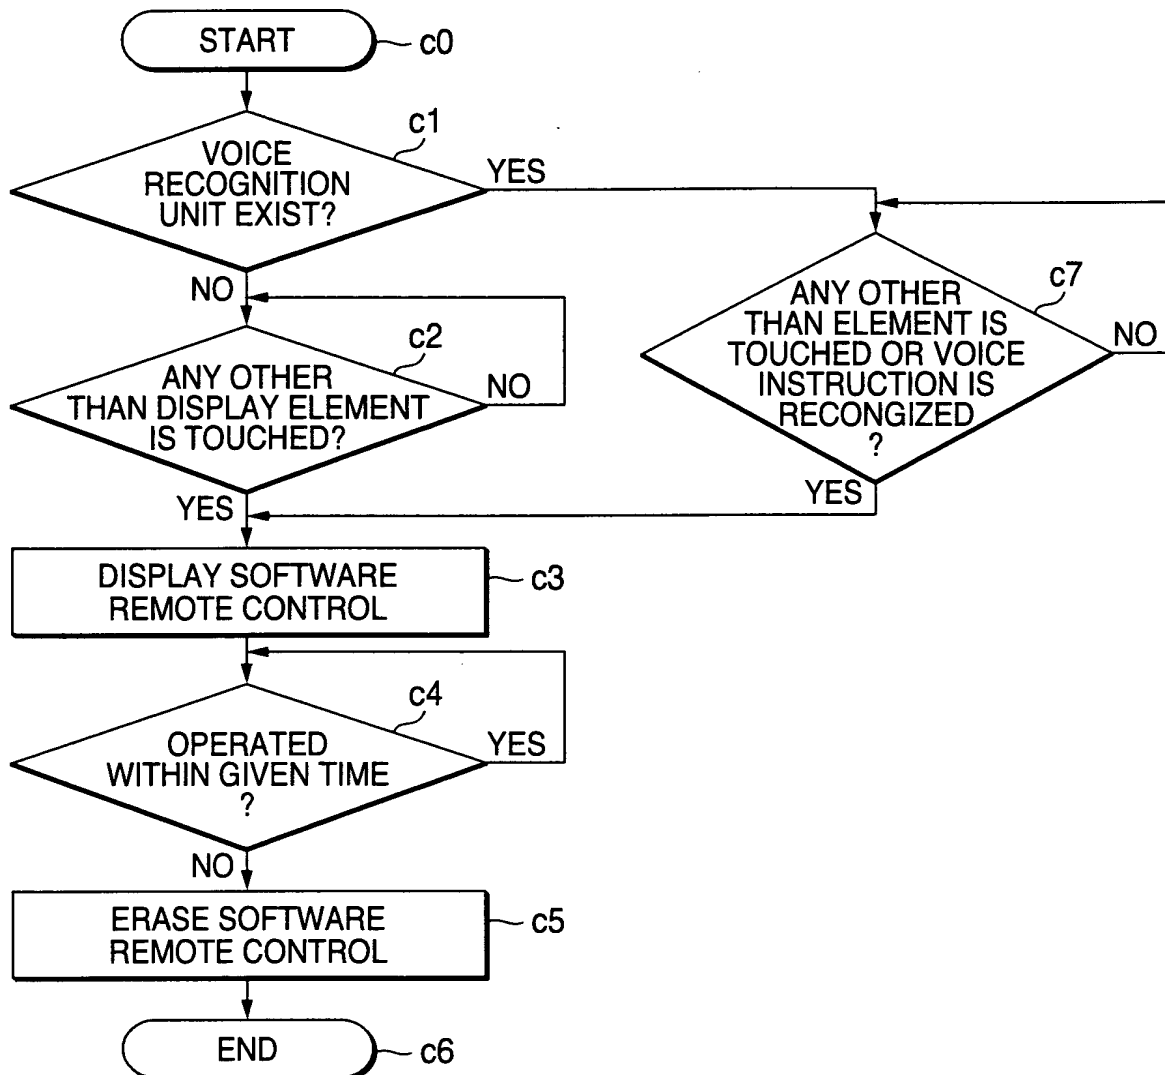 START
c0
c1
VOICE
RECOGNITION
UNIT EXIST?
YES
NO
c2
ANY OTHER
THAN DISPLAY ELEMENT
IS TOUCHED?
NO
YES
c7
ANY OTHER
THAN ELEMENT IS
TOUCHED OR VOICE
INSTRUCTION IS
RECONGIZED
?
NO
YES
DISPLAY SOFTWARE
REMOTE CONTROL
c3
c4
OPERATED
WITHIN GIVEN TIME
?
YES
NO
ERASE SOFTWARE
REMOTE CONTROL
c5
END
c6